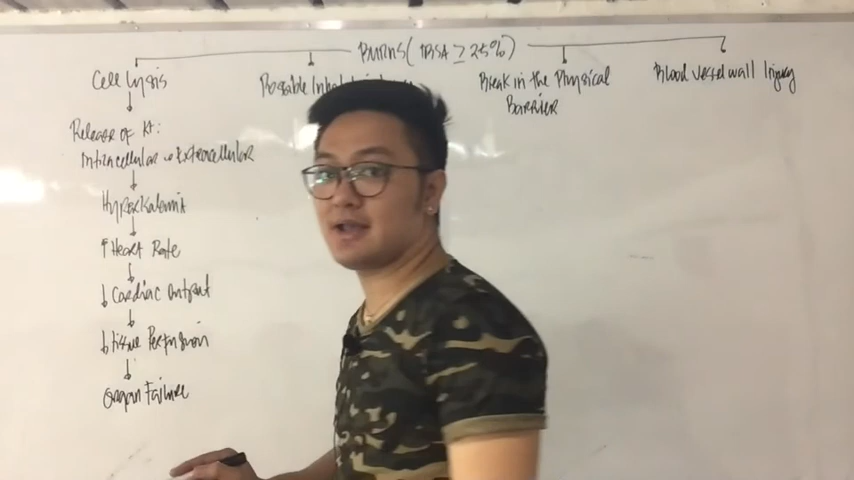 Burns (TBSA ≥ 25%)
Cell Lysis
Possible
Break in the Physical
Barrier
Blood Vessel wall Injury
Release of K+:
Intracellular → Extracellular
Hyperkalemia
↑ Heart Rate
↓ Cardiac Output
↓ Tissue Perfusion
Organ Failure